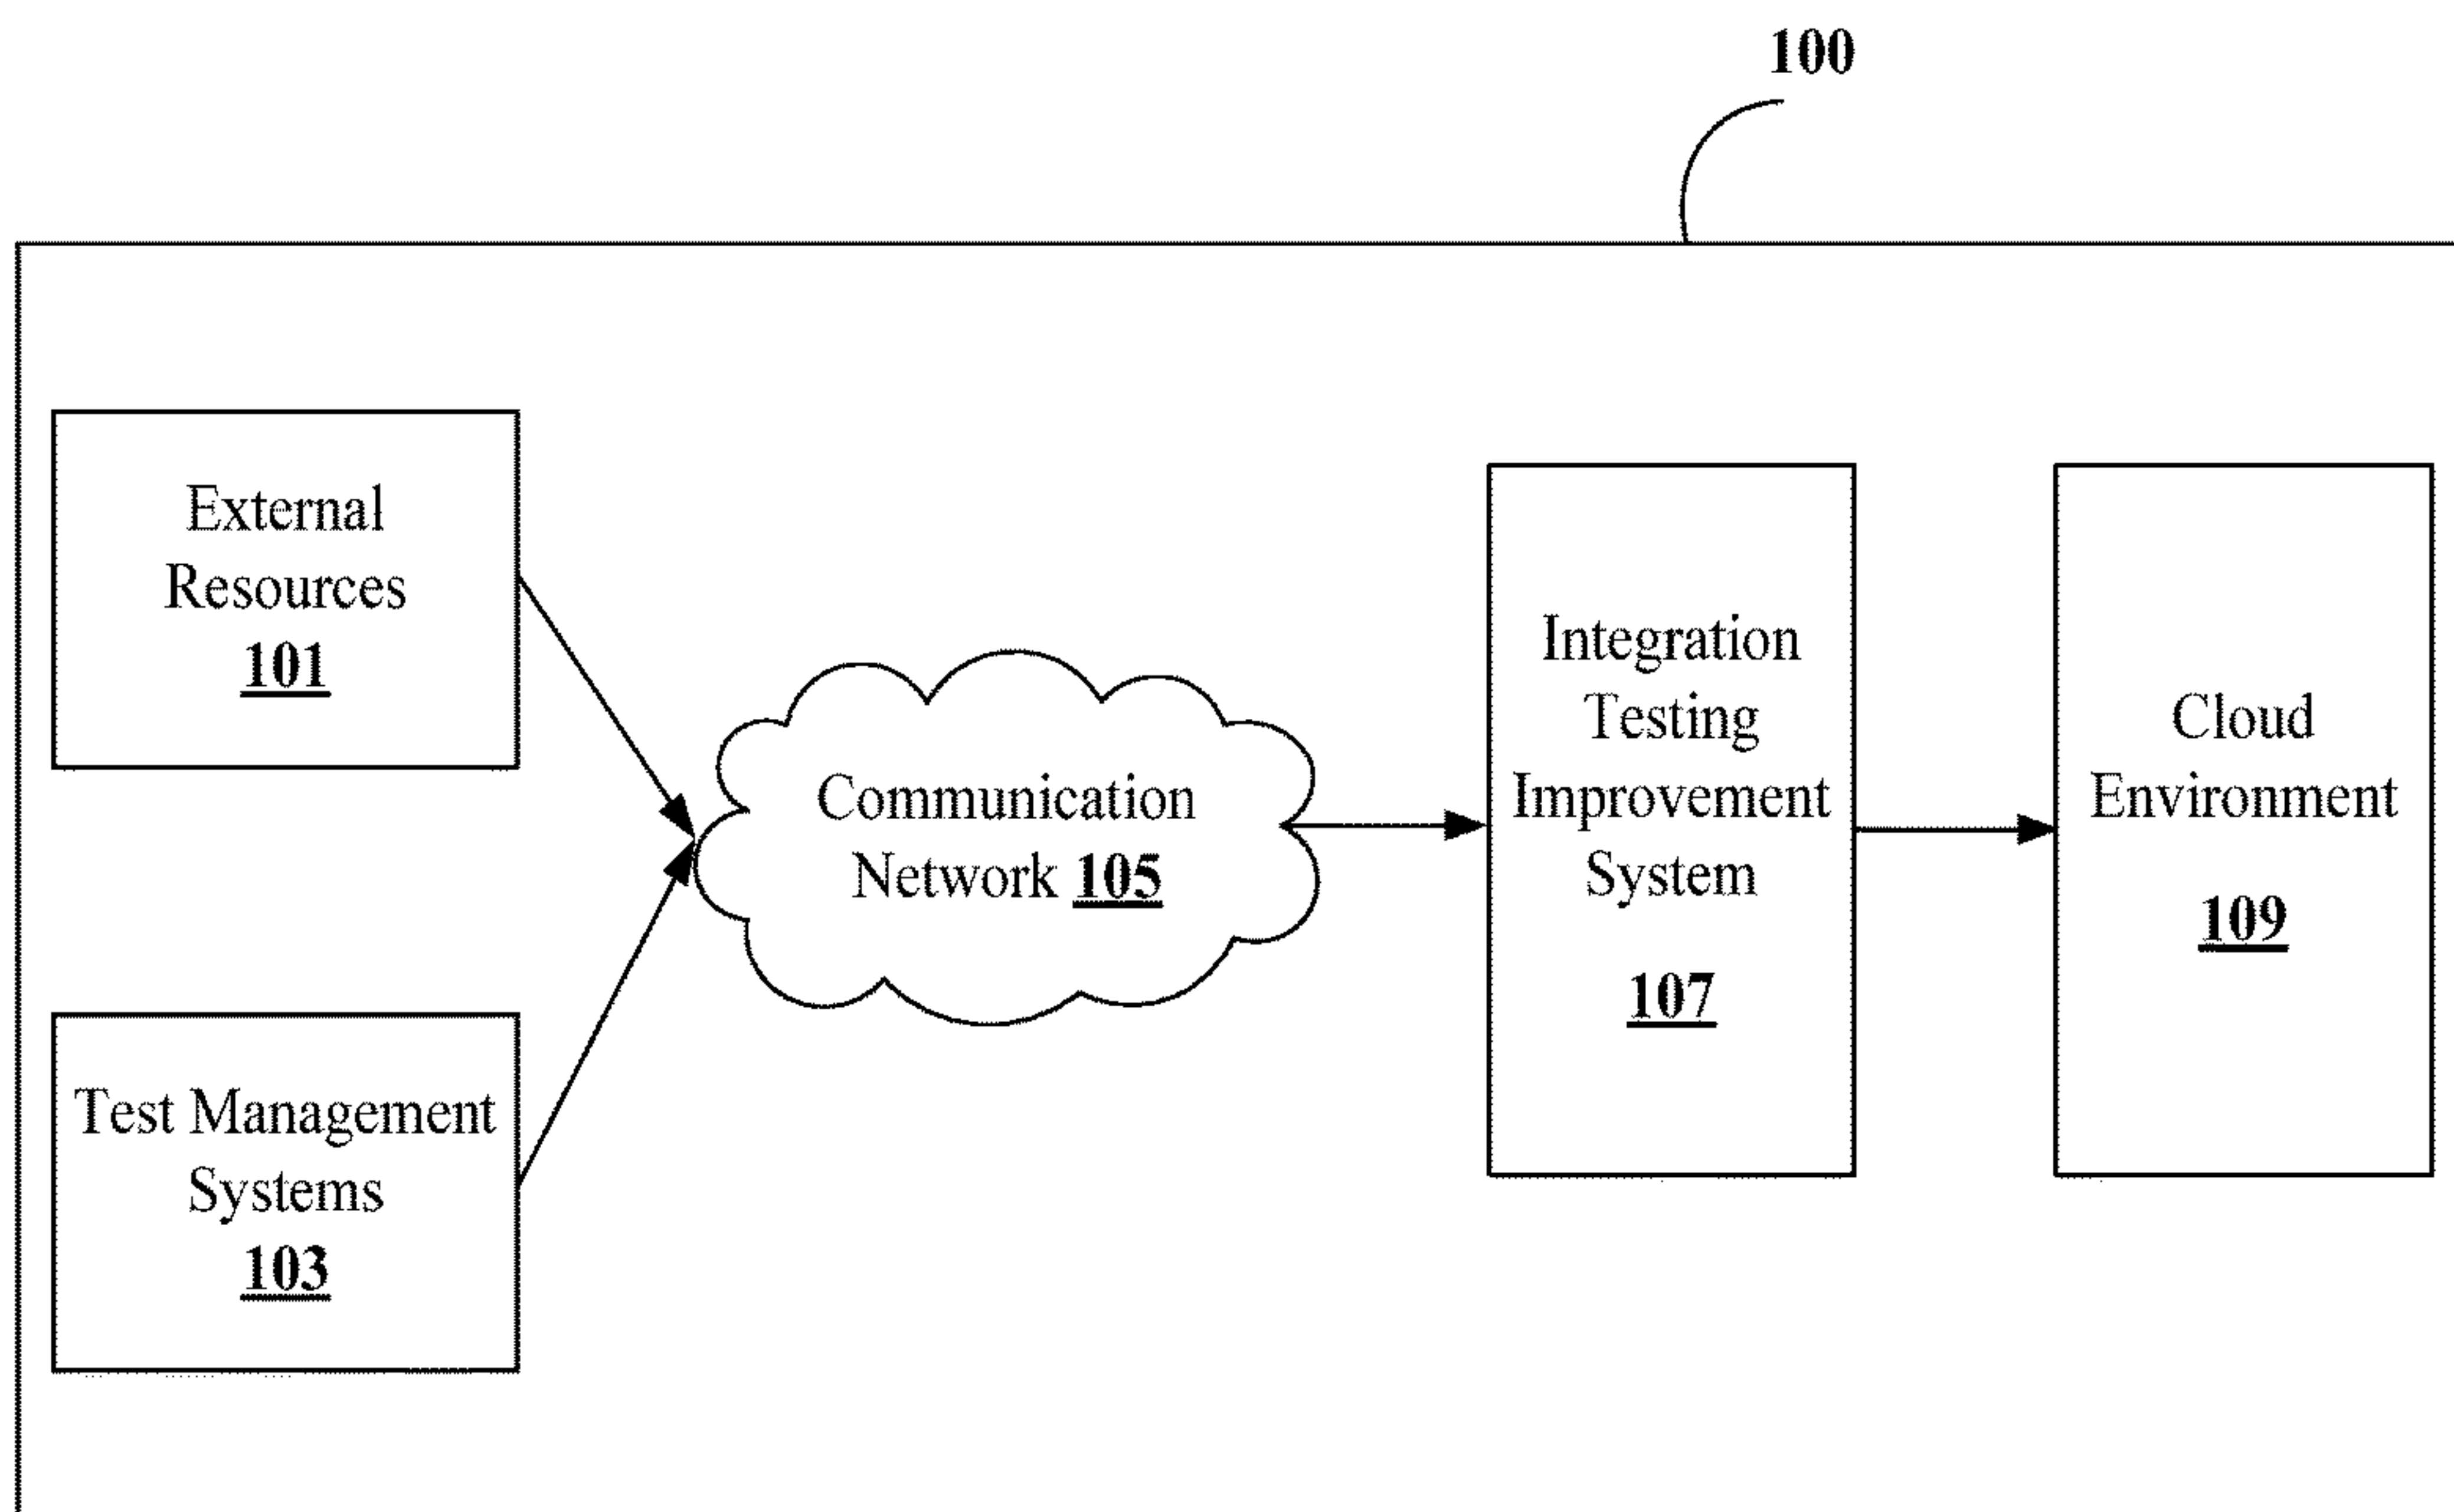 100
External
Resources
101
Test Management
Systems
103
Communication
Network 105
Integration
Testing
Improvement
System
107
Cloud
Environment
109